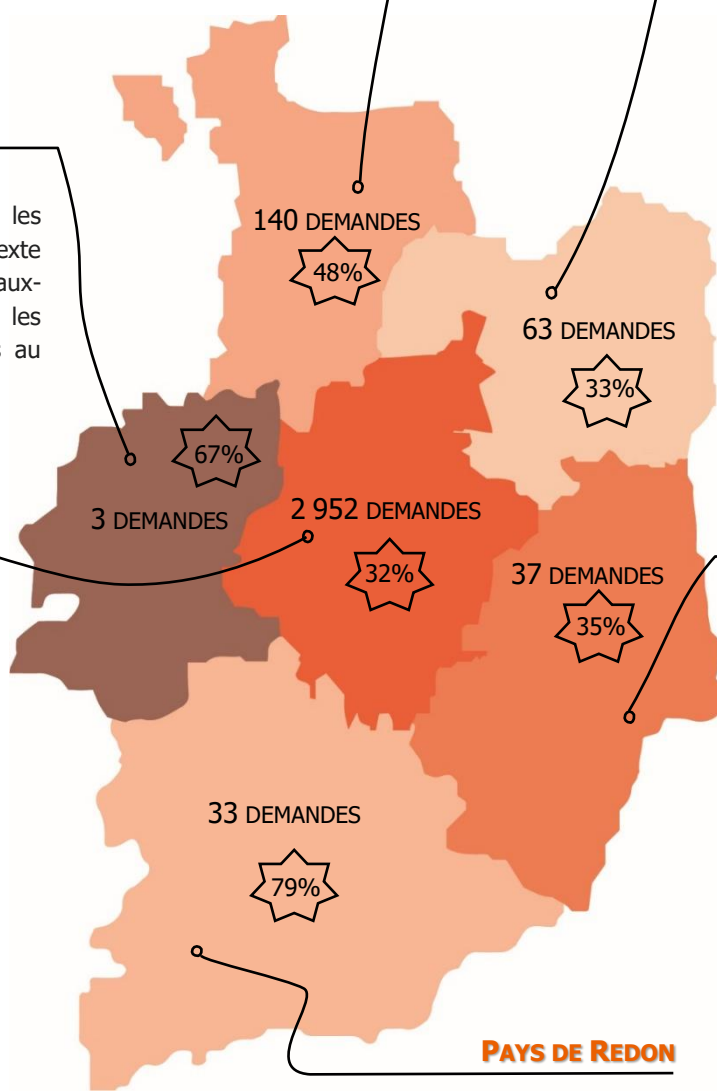 les
exte
aux-
les
au
140 DEMANDES
48%
63 DEMANDES
33%
67%
3 DEMANDES
2 952 DEMANDES
32%
37 DEMANDES
35%
33 DEMANDES
79%
PAYS DE REDON